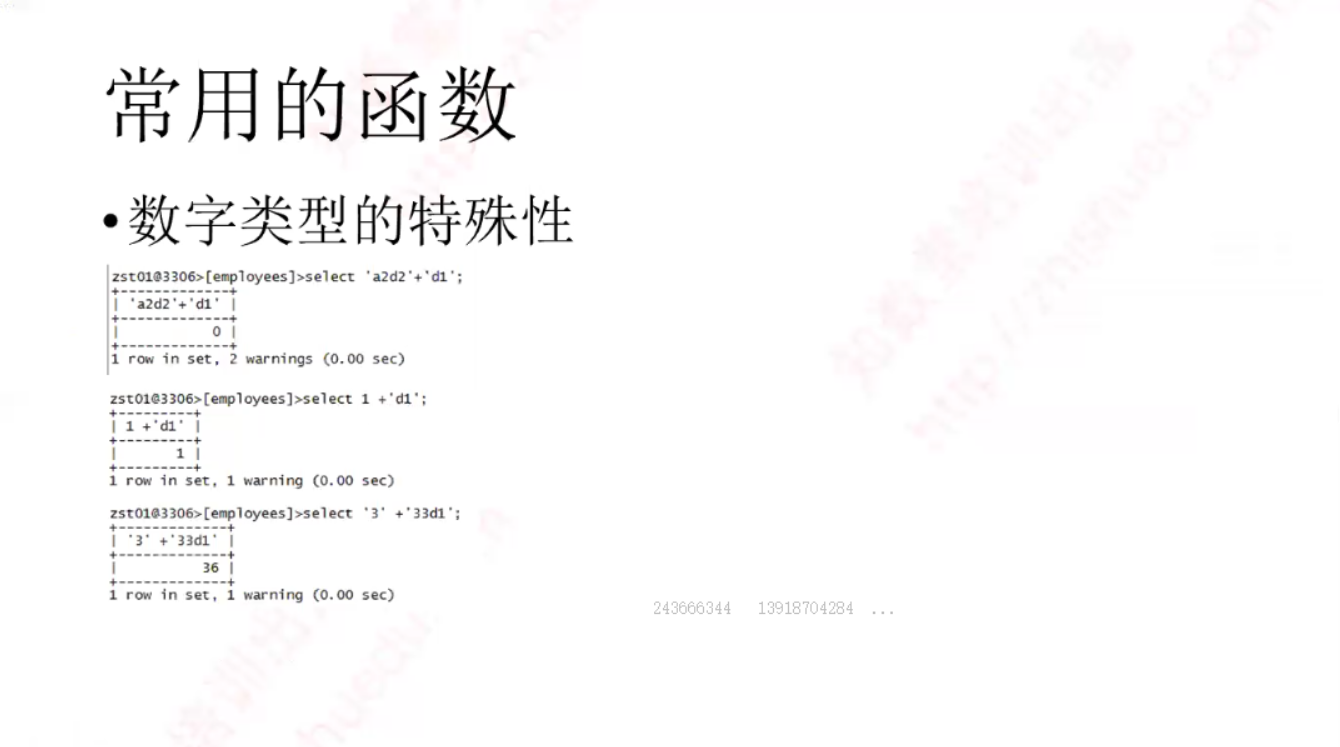 常用的函数
•数字类型的特殊性
zst01@3306>[employees]>select 'a2d2'+'d1';
+--------------+
| 'a2d2'+'d1' |
+--------------+
| 0 |
+--------------+
1 row in set, 2 warnings (0.00 sec)
zst01@3306>[employees]>select 1 +'d1';
+---------+
| 1 +'d1' |
+---------+
| 1 |
+---------+
1 row in set, 1 warning (0.00 sec)
zst01@3306>[employees]>select '3' +'33d1';
+--------------+
| '3' +'33d1' |
+--------------+
| 36 |
+--------------+
1 row in set, 1 warning (0.00 sec)
243666344 13918704284 ...